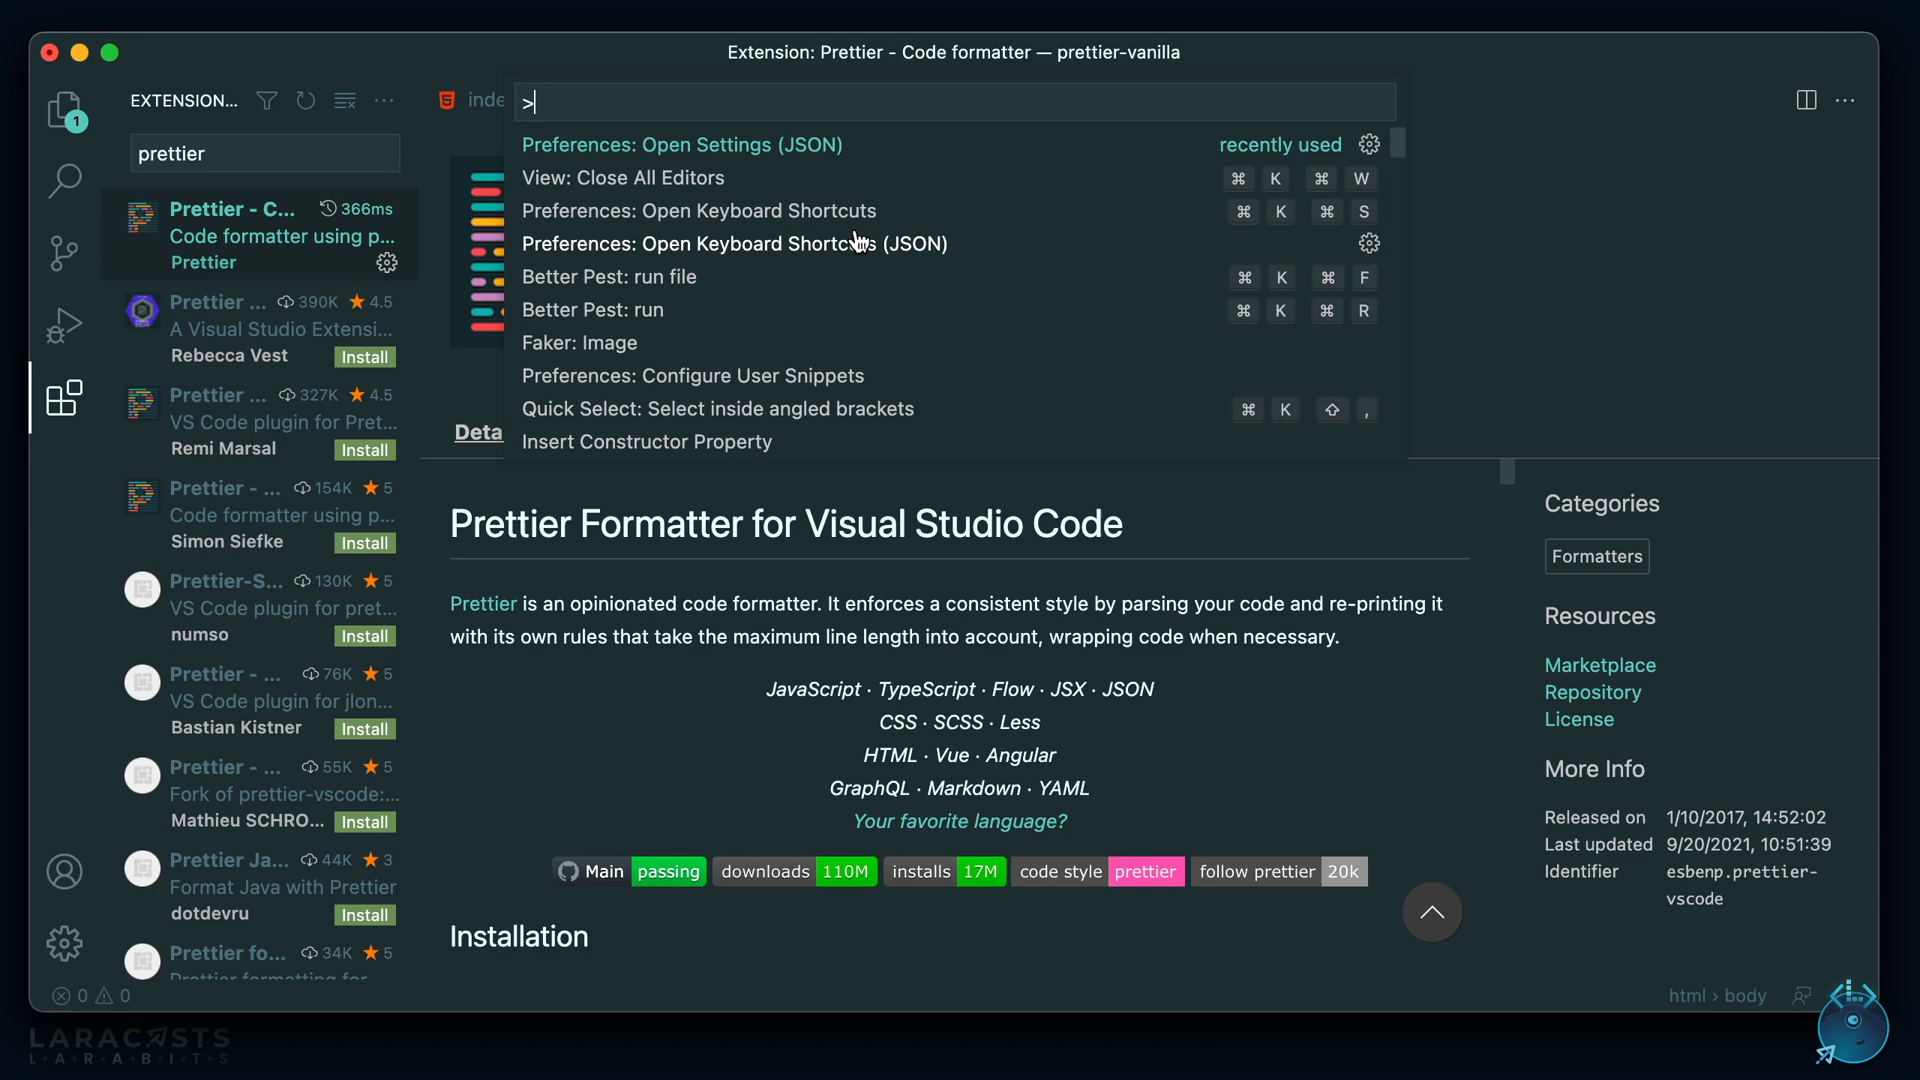 Extension: Prettier - Code formatter — prettier-vanilla
EXTENSION...
prettier
1
Prettier - C... 366ms
Code formatter using p...
Prettier
Prettier ... 390K 4.5
A Visual Studio Extensi...
Rebecca Vest Install
Prettier ... 327K 4.5
VS Code plugin for Pret...
Remi Marsal Install
Prettier - ... 154K 5
Code formatter using p...
Simon Siefke Install
Prettier-S... 130K 5
VS Code plugin for pret...
numso Install
Prettier - ... 76K 5
VS Code plugin for jlon...
Bastian Kistner Install
Prettier - ... 55K 5
Fork of prettier-vscode:...
Mathieu SCHRO... Install
Prettier Ja... 44K 3
Format Java with Prettier
dotdevru Install
Prettier fo... 34K 5
Prettier formatting for
inde
>
Preferences: Open Settings (JSON) recently used
View: Close All Editors ⌘ K ⌘ W
Preferences: Open Keyboard Shortcuts ⌘ K ⌘ S
Preferences: Open Keyboard Shortcuts (JSON)
Better Pest: run file ⌘ K ⌘ F
Better Pest: run ⌘ K ⌘ R
Faker: Image
Preferences: Configure User Snippets
Quick Select: Select inside angled brackets ⌘ K ⇧ ,
Insert Constructor Property
Deta
Prettier Formatter for Visual Studio Code
Prettier is an opinionated code formatter. It enforces a consistent style by parsing your code and re-printing it
with its own rules that take the maximum line length into account, wrapping code when necessary.
JavaScript · TypeScript · Flow · JSX · JSON
CSS · SCSS · Less
HTML · Vue · Angular
GraphQL · Markdown · YAML
Your favorite language?
Main passing downloads 110M installs 17M code style prettier follow prettier 20k
Installation
Categories
Formatters
Resources
Marketplace
Repository
License
More Info
Released on 1/10/2017, 14:52:02
Last updated 9/20/2021, 10:51:39
Identifier esbenp.prettier-
vscode
0 0
html › body
LARACASTS
L·A·R·A·B·I·T·S